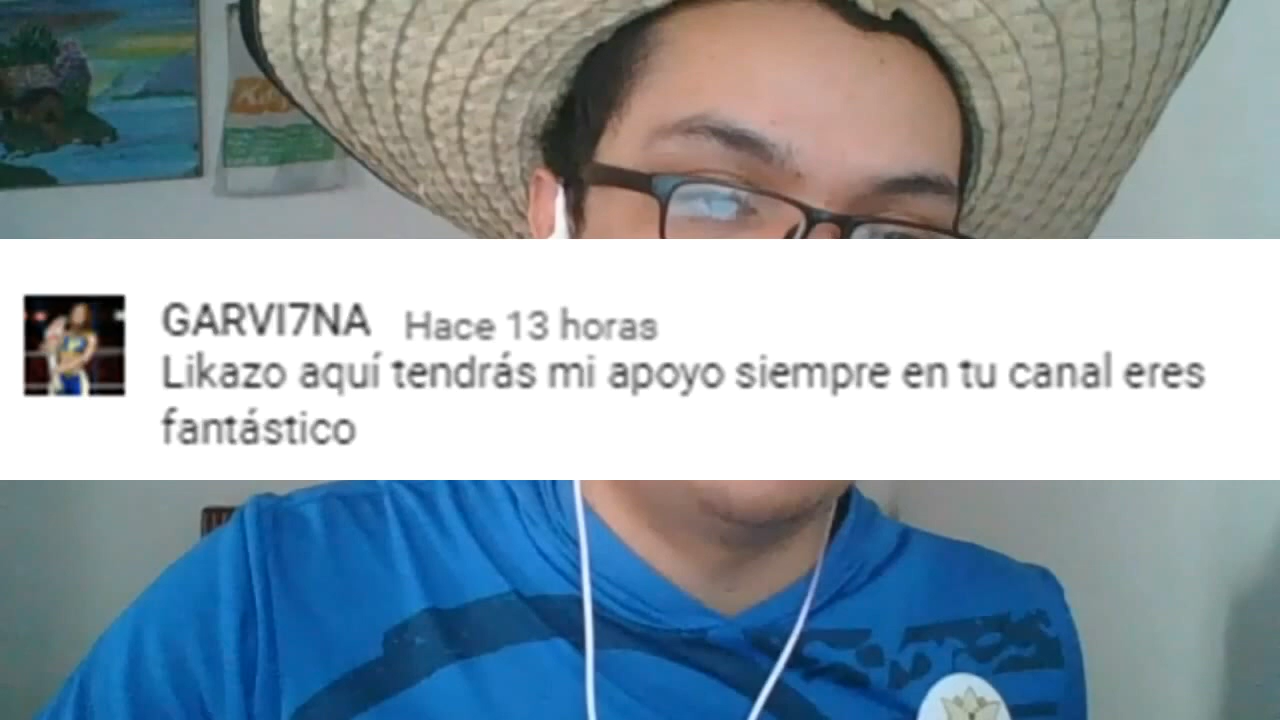 GARVI7NA Hace 13 horas
Likazo aquí tendrás mi apoyo siempre en tu canal eres
fantástico